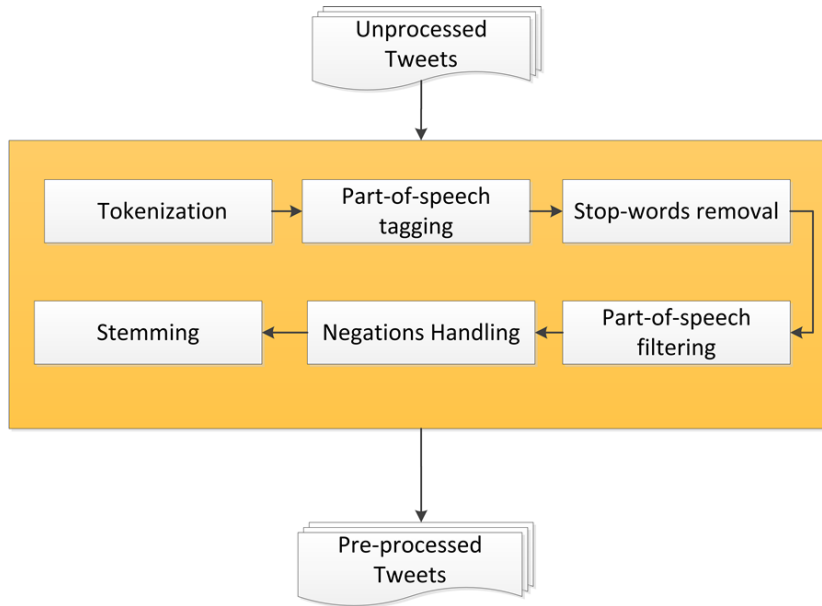 Unprocessed
Tweets
Tokenization
Part-of-speech
tagging
Stop-words removal
Stemming
Negations Handling
Part-of-speech
filtering
Pre-processed
Tweets